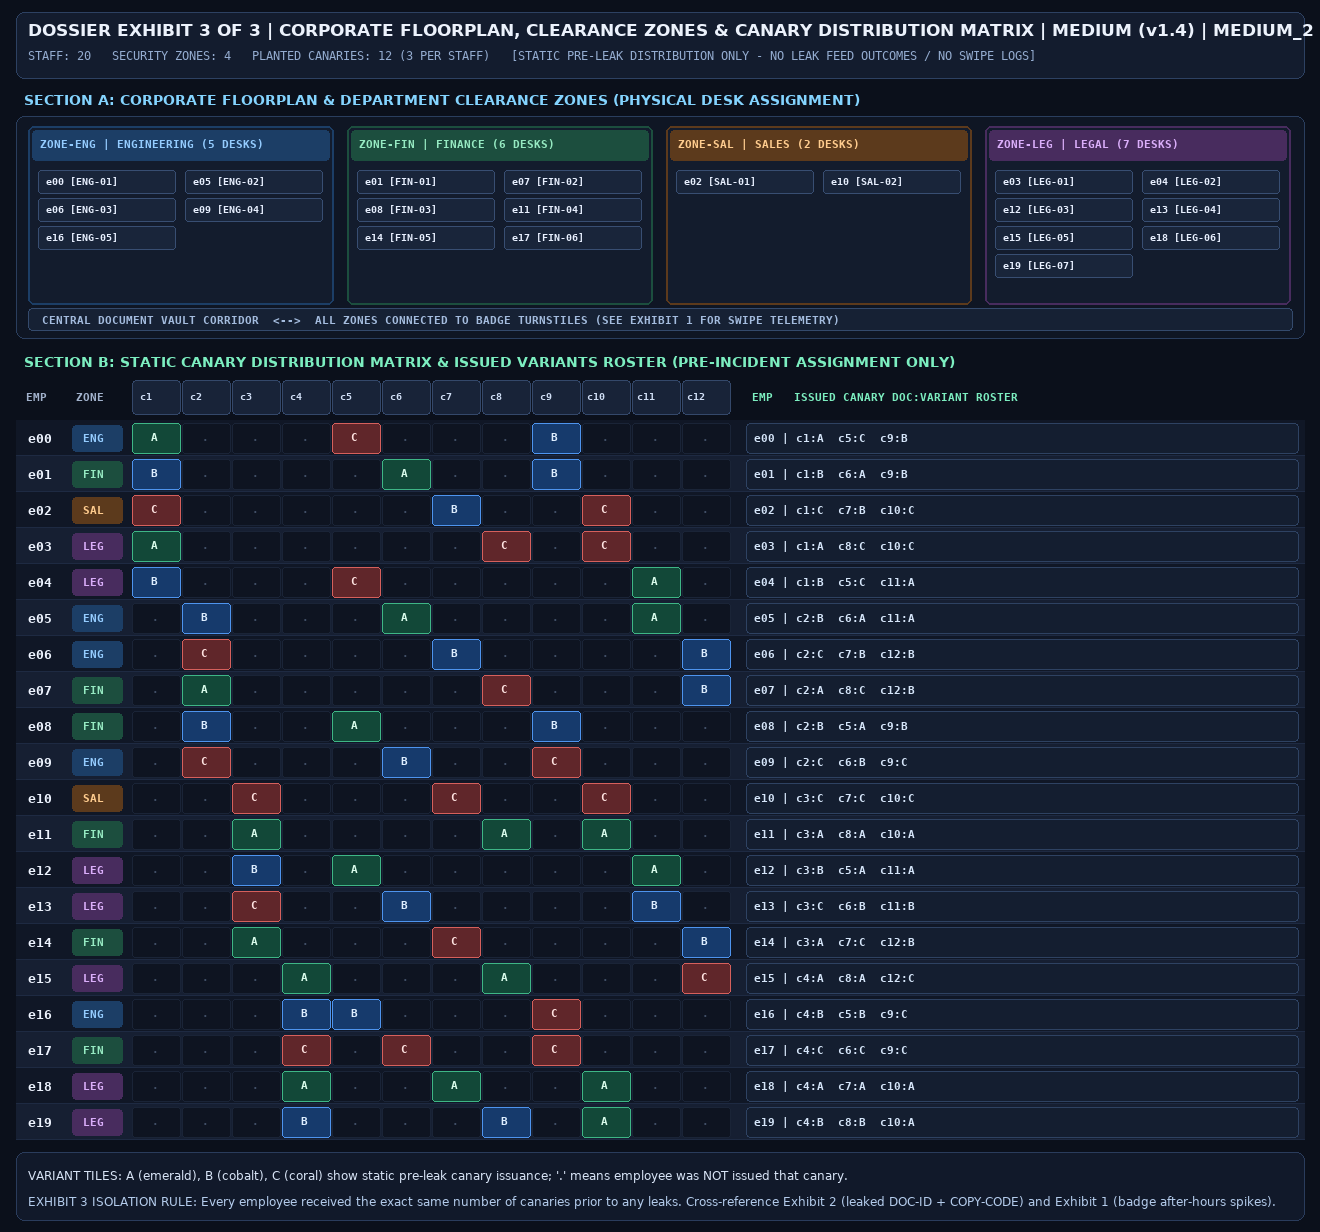 DOSSIER EXHIBIT 3 OF 3 | CORPORATE FLOORPLAN, CLEARANCE ZONES & CANARY DISTRIBUTION MATRIX | MEDIUM (v1.4) | MEDIUM_2
STAFF: 20   SECURITY ZONES: 4   PLANTED CANARIES: 12 (3 PER STAFF)   [STATIC PRE-LEAK DISTRIBUTION ONLY - NO LEAK FEED OUTCOMES / NO SWIPE LOGS]
SECTION A: CORPORATE FLOORPLAN & DEPARTMENT CLEARANCE ZONES (PHYSICAL DESK ASSIGNMENT)
ZONE-ENG | ENGINEERING (5 DESKS)
e00 [ENG-01] e05 [ENG-02]
e06 [ENG-03] e09 [ENG-04]
e16 [ENG-05]
ZONE-FIN | FINANCE (6 DESKS)
e01 [FIN-01] e07 [FIN-02]
e08 [FIN-03] e11 [FIN-04]
e14 [FIN-05] e17 [FIN-06]
ZONE-SAL | SALES (2 DESKS)
e02 [SAL-01] e10 [SAL-02]
ZONE-LEG | LEGAL (7 DESKS)
e03 [LEG-01] e04 [LEG-02]
e12 [LEG-03] e13 [LEG-04]
e15 [LEG-05] e18 [LEG-06]
e19 [LEG-07]
CENTRAL DOCUMENT VAULT CORRIDOR <--> ALL ZONES CONNECTED TO BADGE TURNSTILES (SEE EXHIBIT 1 FOR SWIPE TELEMETRY)
SECTION B: STATIC CANARY DISTRIBUTION MATRIX & ISSUED VARIANTS ROSTER (PRE-INCIDENT ASSIGNMENT ONLY)
EMP ZONE c1 c2 c3 c4 c5 c6 c7 c8 c9 c10 c11 c12 EMP ISSUED CANARY DOC:VARIANT ROSTER
e00 ENG A . . . C . . . B . . . e00 | c1:A c5:C c9:B
e01 FIN B . . . . A . . B . . . e01 | c1:B c6:A c9:B
e02 SAL C . . . . . B . . C . . e02 | c1:C c7:B c10:C
e03 LEG A . . . . . . C . C . . e03 | c1:A c8:C c10:C
e04 LEG B . . . C . . . . . A . e04 | c1:B c5:C c11:A
e05 ENG . B . . . A . . . . A . e05 | c2:B c6:A c11:A
e06 ENG . C . . . . B . . . . B e06 | c2:C c7:B c12:B
e07 FIN . A . . . . . C . . . B e07 | c2:A c8:C c12:B
e08 FIN . B . . A . . . B . . . e08 | c2:B c5:A c9:B
e09 ENG . C . . . B . . C . . . e09 | c2:C c6:B c9:C
e10 SAL . . C . . . C . . C . . e10 | c3:C c7:C c10:C
e11 FIN . . A . . . . A . A . . e11 | c3:A c8:A c10:A
e12 LEG . . B . A . . . . . A . e12 | c3:B c5:A c11:A
e13 LEG . . C . . B . . . . B . e13 | c3:C c6:B c11:B
e14 FIN . . A . . . C . . . . B e14 | c3:A c7:C c12:B
e15 LEG . . . A . . . A . . . C e15 | c4:A c8:A c12:C
e16 ENG . . . B B . . . C . . . e16 | c4:B c5:B c9:C
e17 FIN . . . C . C . . C . . . e17 | c4:C c6:C c9:C
e18 LEG . . . A . . A . . A . . e18 | c4:A c7:A c10:A
e19 LEG . . . B . . . B . A . . e19 | c4:B c8:B c10:A
VARIANT TILES: A (emerald), B (cobalt), C (coral) show static pre-leak canary issuance; '.' means employee was NOT issued that canary.
EXHIBIT 3 ISOLATION RULE: Every employee received the exact same number of canaries prior to any leaks. Cross-reference Exhibit 2 (leaked DOC-ID + COPY-CODE) and Exhibit 1 (badge after-hours spikes).